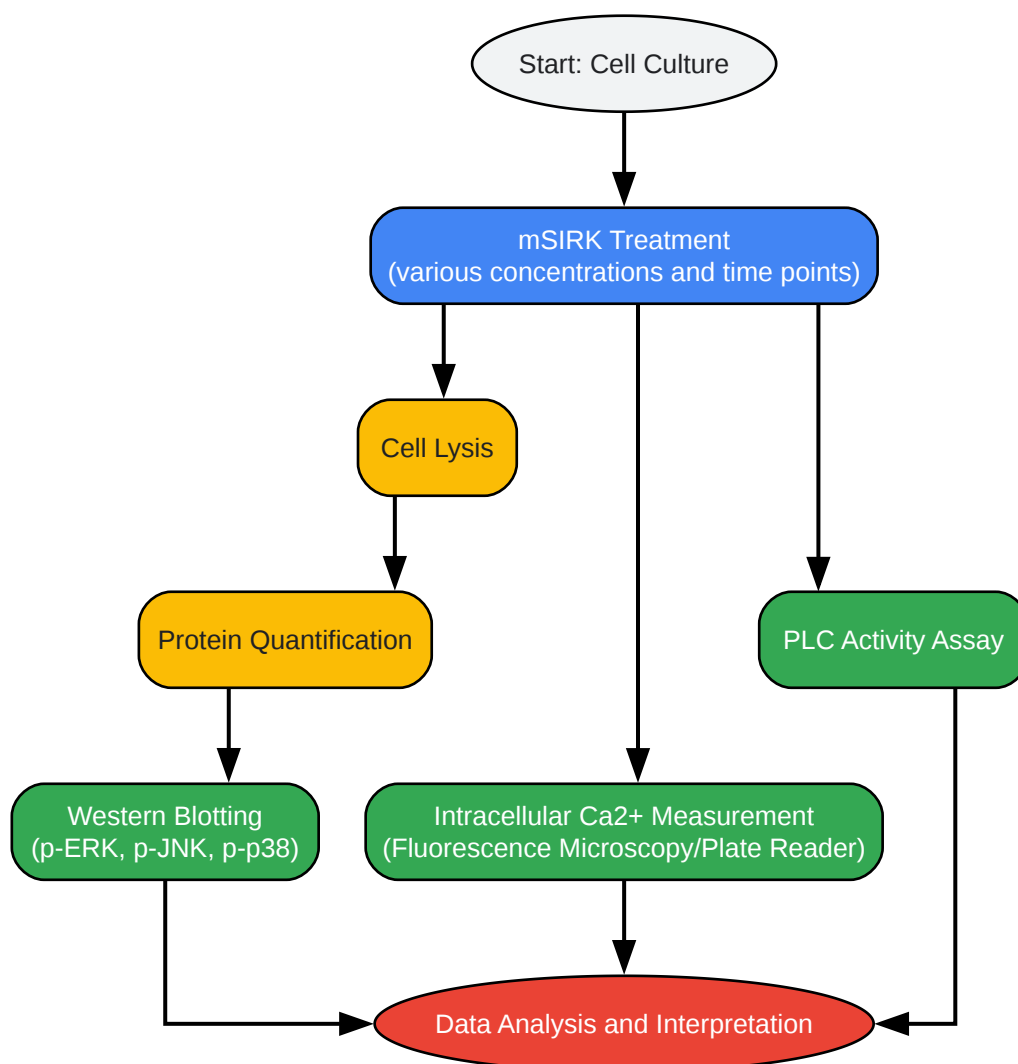 Start: Cell Culture
mSIRK Treatment
(various concentrations and time points)
Cell Lysis
Protein Quantification
PLC Activity Assay
Western Blotting
(p-ERK, p-JNK, p-p38)
Intracellular Ca2+ Measurement
(Fluorescence Microscopy/Plate Reader)
Data Analysis and Interpretation